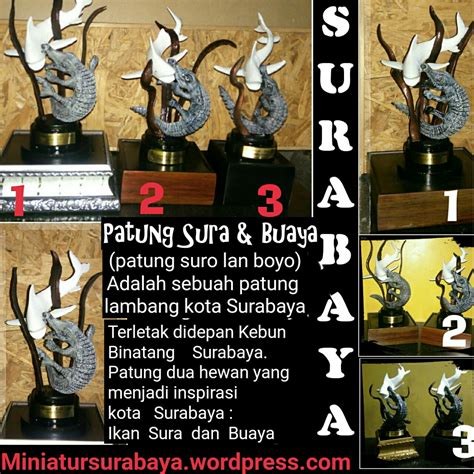 SURABAYA
1
2
3
1
Patung Sura & Buaya
(patung suro lan boyo)
Adalah sebuah patung
lambang kota Surabaya
Terletak didepan Kebun
Binatang Surabaya.
Patung dua hewan yang
menjadi inspirasi
kota Surabaya :
Ikan Sura dan Buaya
2
3
Miniatursurabaya.wordpress.com